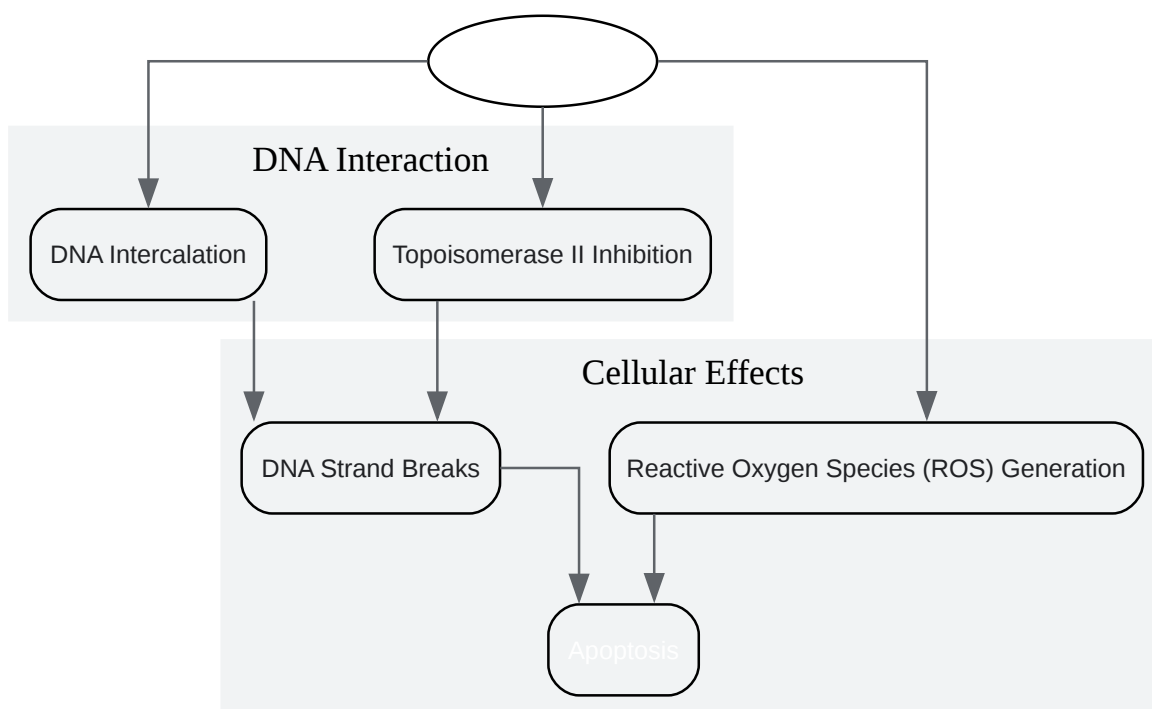 DNA Interaction
DNA Intercalation
Topoisomerase II Inhibition
Cellular Effects
DNA Strand Breaks
Reactive Oxygen Species (ROS) Generation
Apoptosis